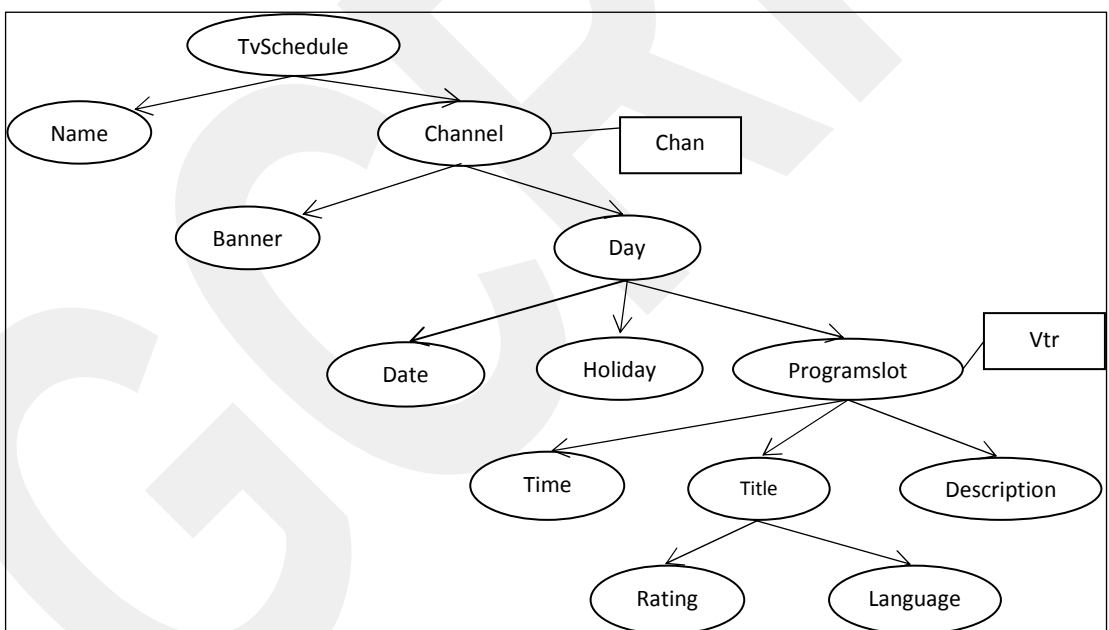 TvSchedule
Name
Channel
Chan
Banner
Day
Vtr
Date
Holiday
Programslot
Time
Title
Description
Rating
Language